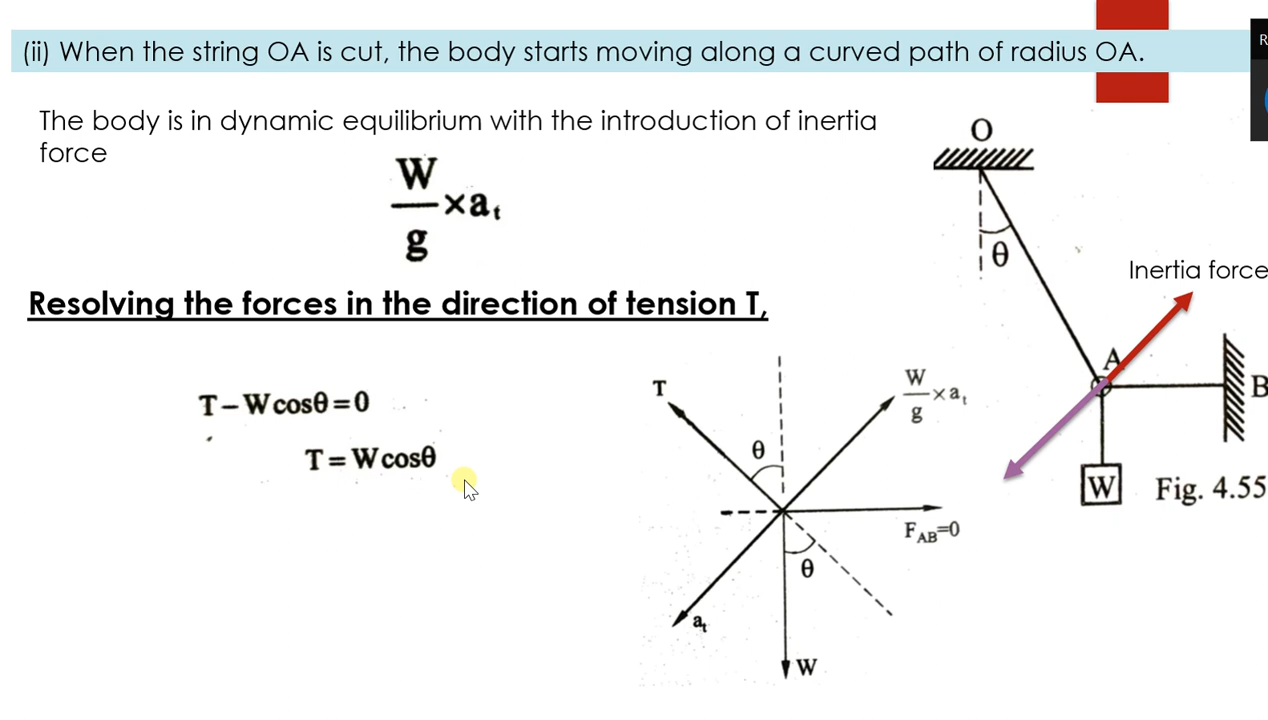 (ii) When the string OA is cut, the body starts moving along a curved path of radius OA.
R
The body is in dynamic equilibrium with the introduction of inertia
force
W
g
×aₜ
Resolving the forces in the direction of tension T,
T−Wcosθ=0
T=Wcosθ
T
θ
W
g
×aₜ
F_AB=0
θ
aₜ
W
O
θ
Inertia force
A
B
W
Fig. 4.55